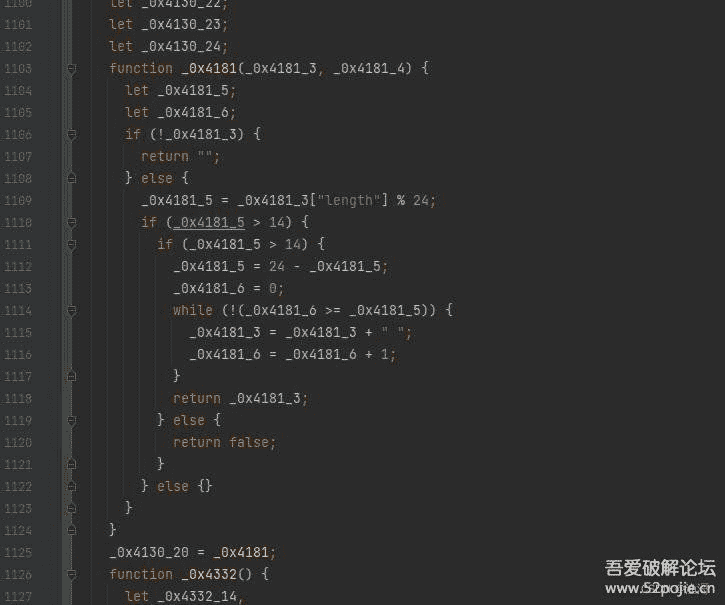 1100 let _0x4130_22;
1101 let _0x4130_23;
1102 let _0x4130_24;
1103 function _0x4181(_0x4181_3, _0x4181_4) {
1104 let _0x4181_5;
1105 let _0x4181_6;
1106 if (!_0x4181_3) {
1107 return "";
1108 } else {
1109 _0x4181_5 = _0x4181_3["length"] % 24;
1110 if (_0x4181_5 > 14) {
1111 if (_0x4181_5 > 14) {
1112 _0x4181_5 = 24 - _0x4181_5;
1113 _0x4181_6 = 0;
1114 while (!(_0x4181_6 >= _0x4181_5)) {
1115 _0x4181_3 = _0x4181_3 + " ";
1116 _0x4181_6 = _0x4181_6 + 1;
1117 }
1118 return _0x4181_3;
1119 } else {
1120 return false;
1121 }
1122 } else {}
1123 }
1124 }
1125 _0x4130_20 = _0x4181;
1126 function _0x4332() {
1127 let _0x4332_14,
吾爱破解论坛
www.52pojie.cn